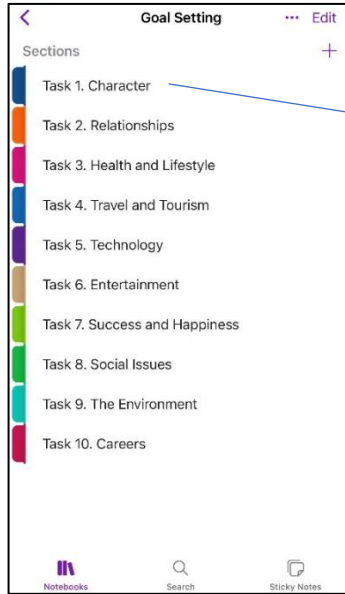 Goal Setting
Edit
Sections
Task 1. Character
Task 2. Relationships
Task 3. Health and Lifestyle
Task 4. Travel and Tourism
Task 5. Technology
Task 6. Entertainment
Task 7. Success and Happiness
Task 8. Social Issues
Task 9. The Environment
Task 10. Careers
Notebooks Search Sticky Notes